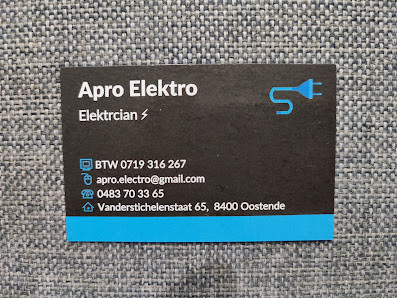 Apro Elektro
Elektrcian
BTW 0719 316 267
apro.electro@gmail.com
0483 70 33 65
Vanderstichelenstaat 65, 8400 Oostende